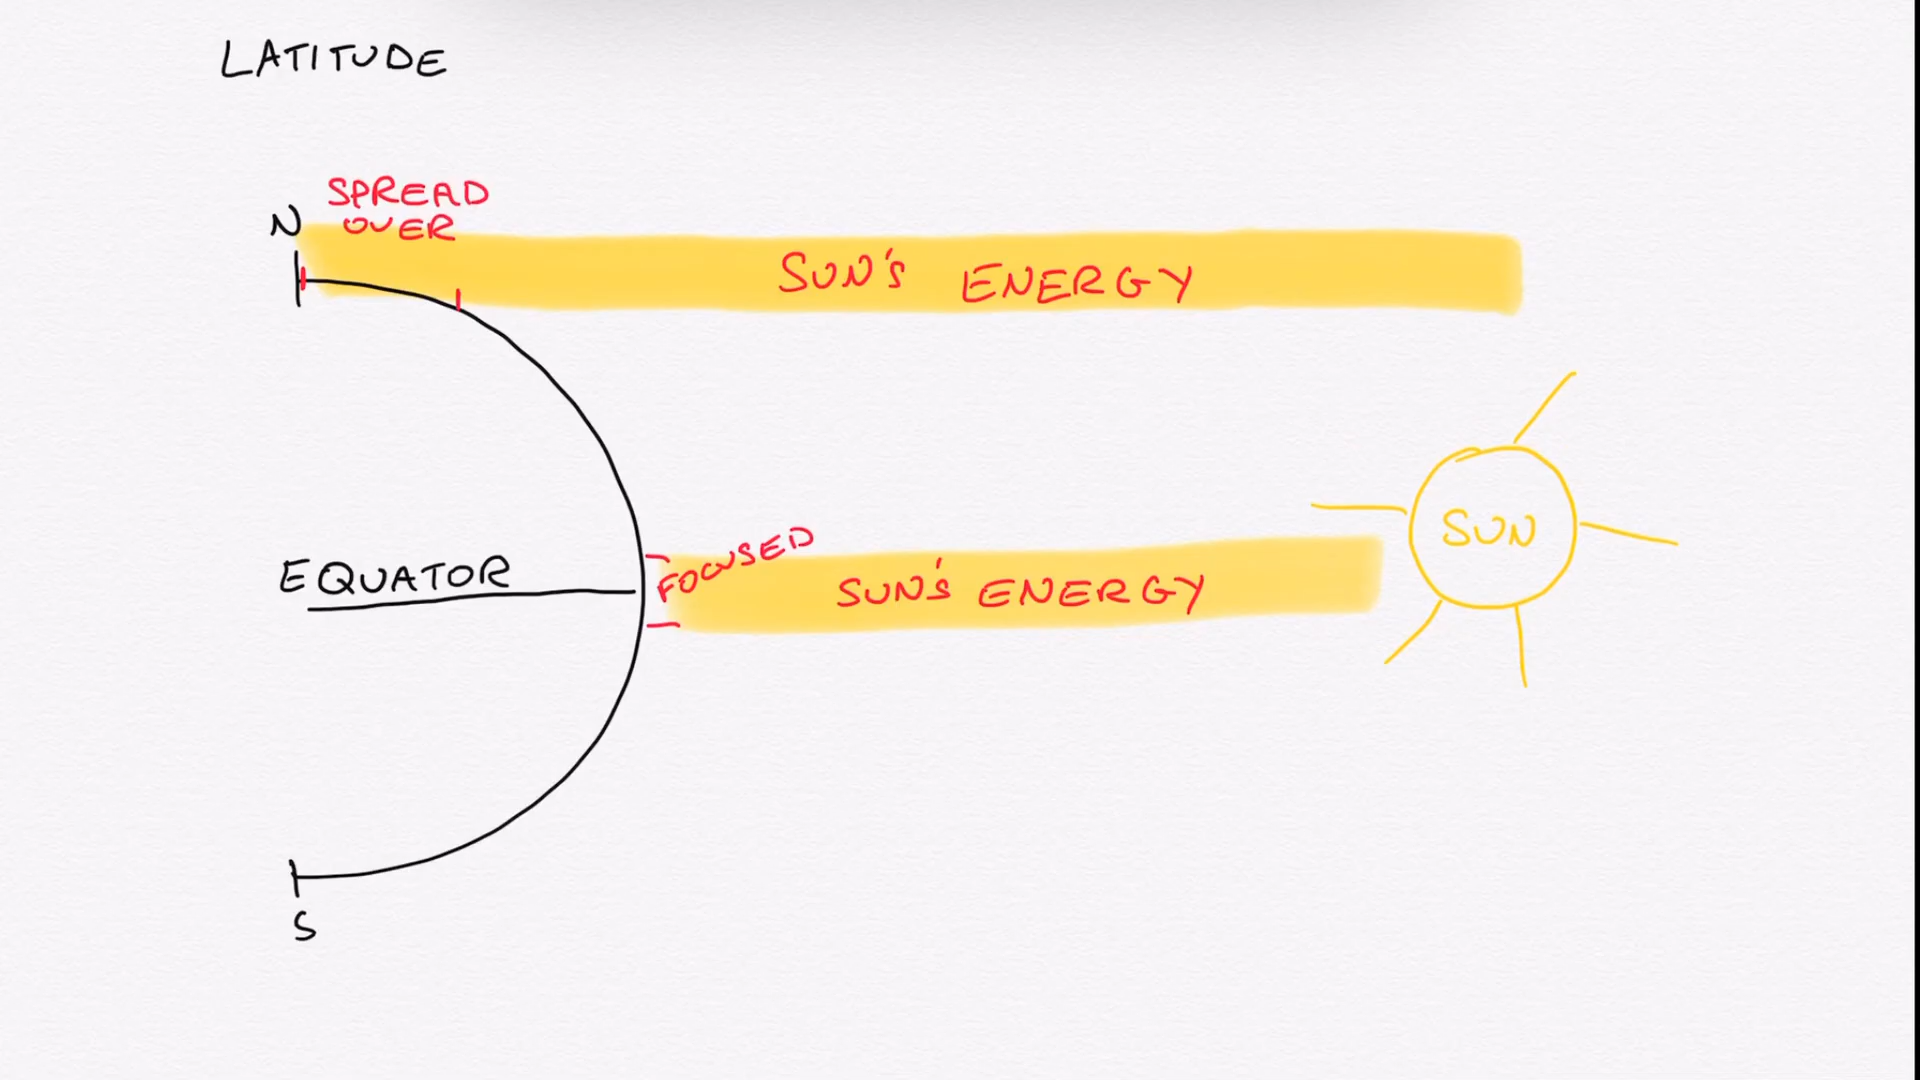 LATITUDE
N
SPREAD
OVER
SUN'S ENERGY
EQUATOR
FOCUSED
SUN'S ENERGY
SUN
S